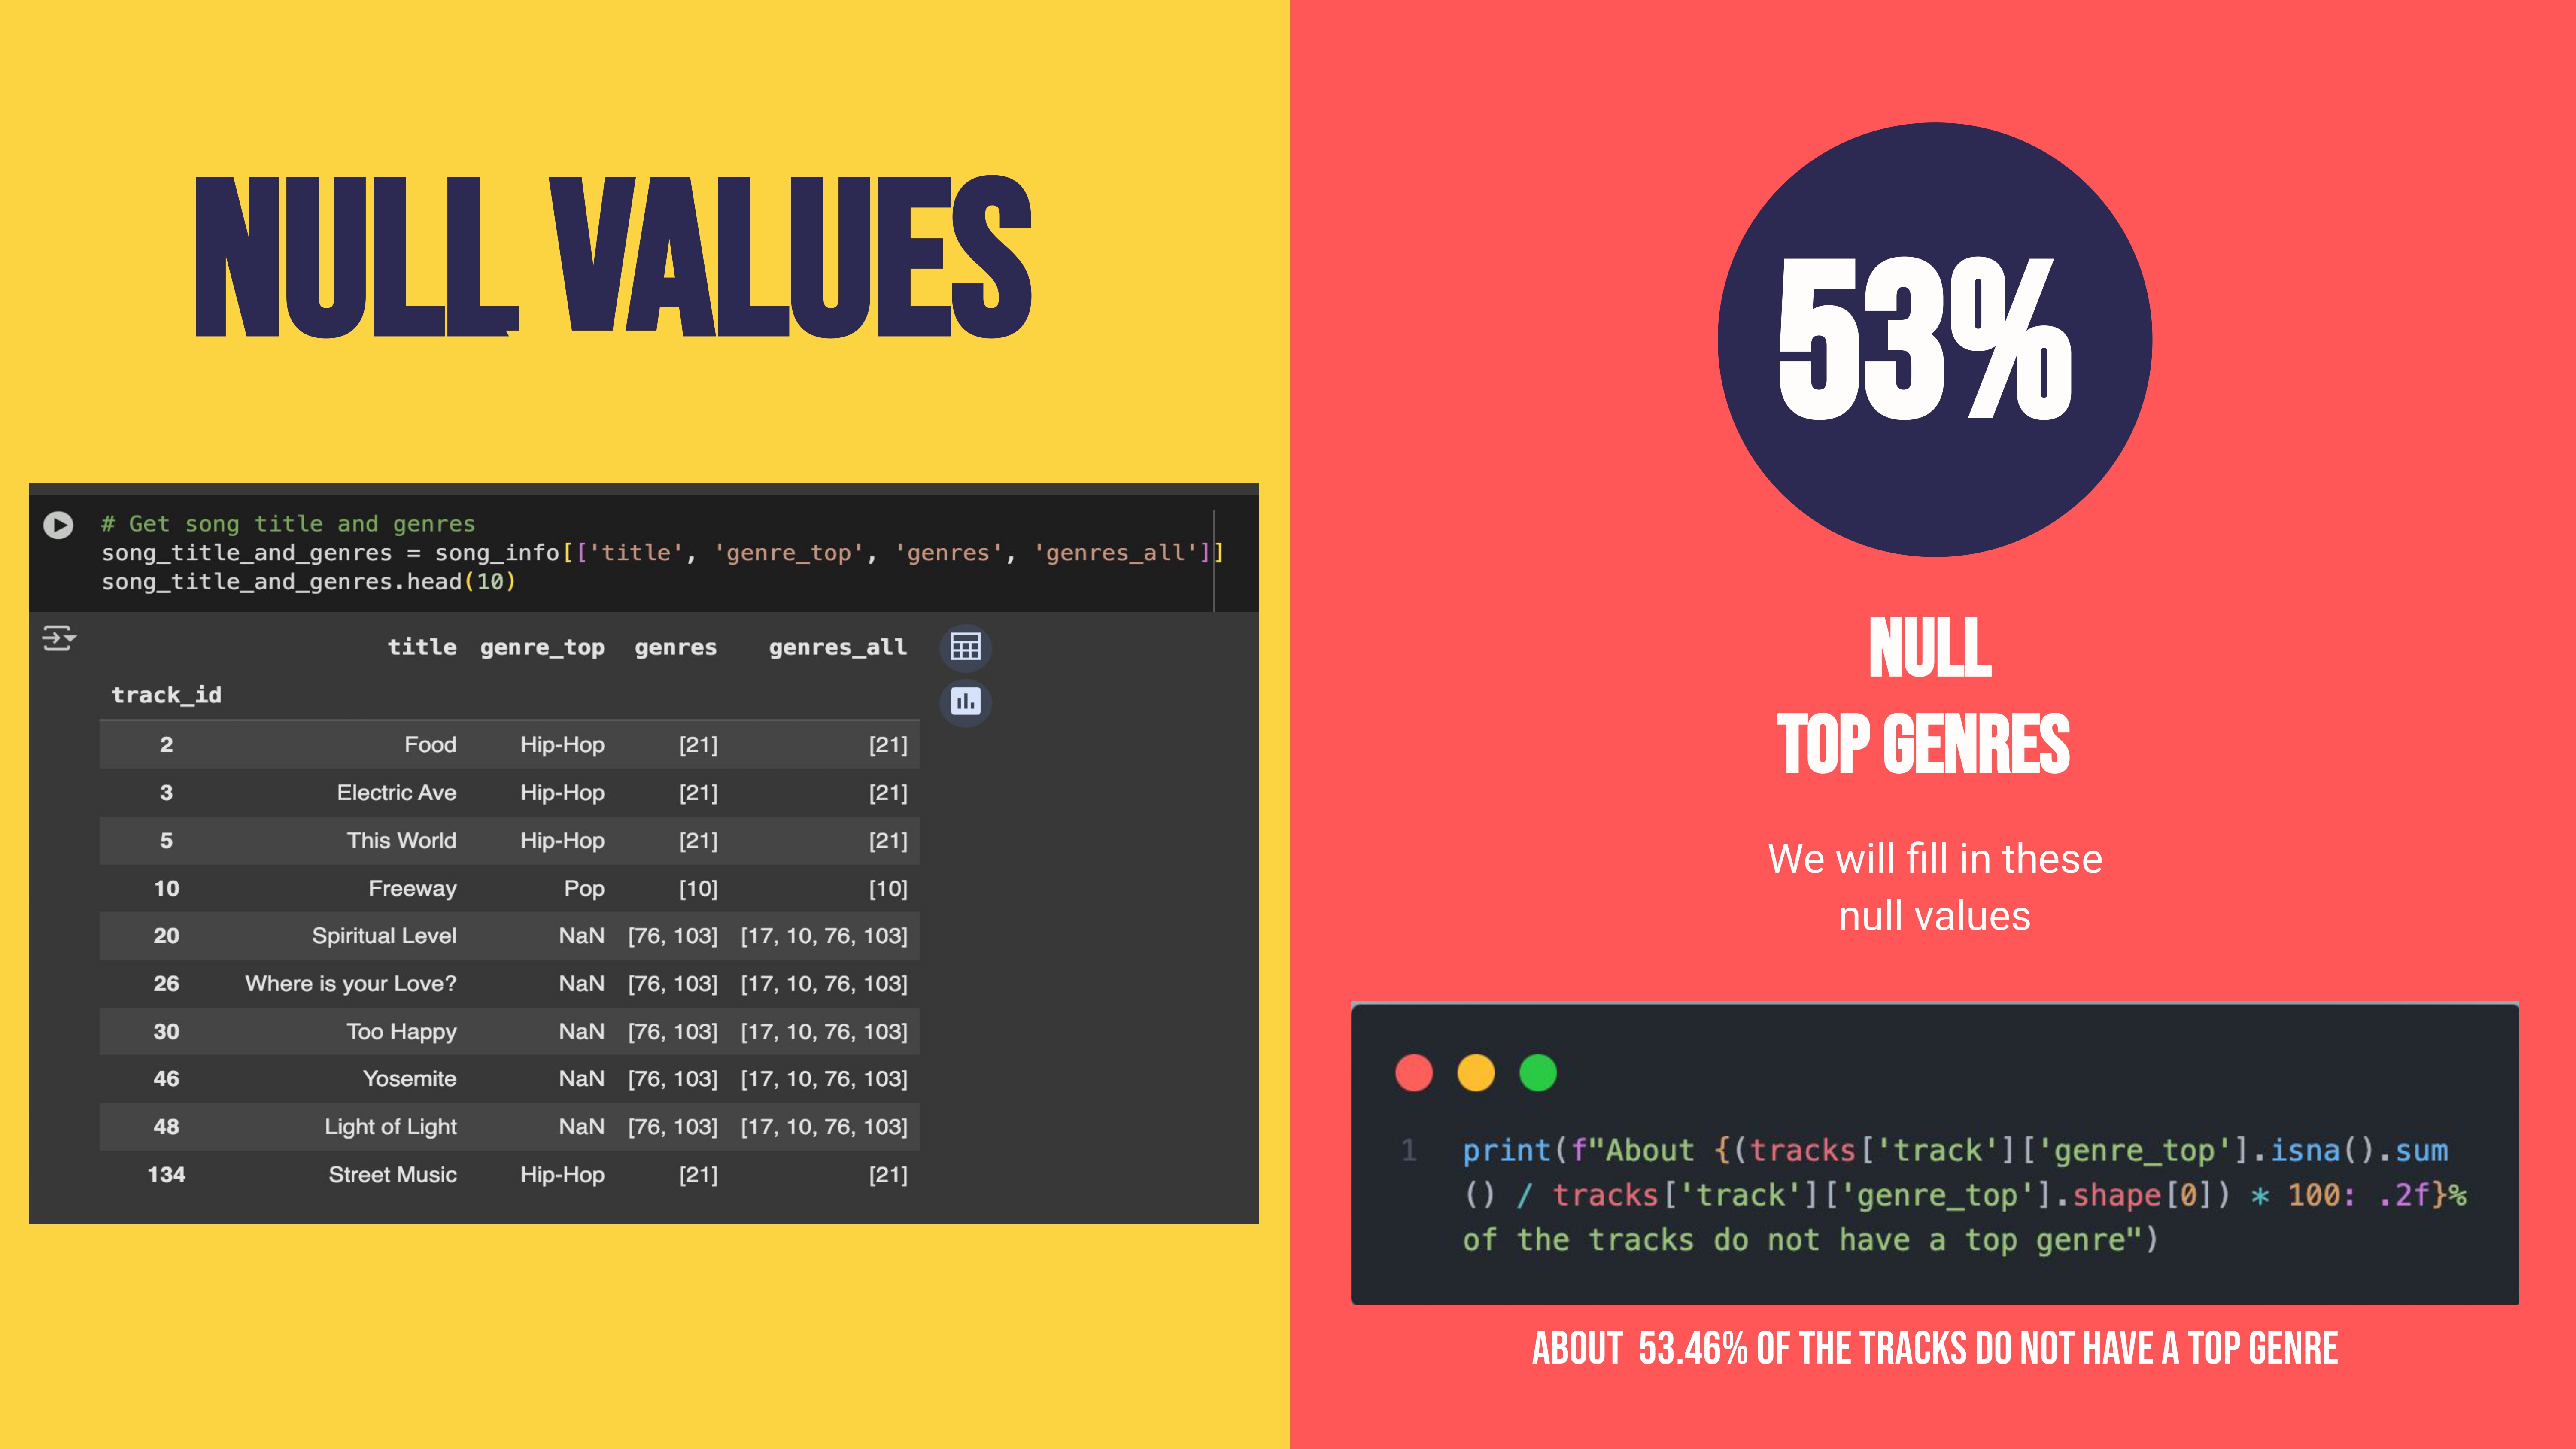 NULL VALUES
# Get song title and genres
song_title_and_genres = song_info[['title', 'genre_top', 'genres', 'genres_all']]
song_title_and_genres.head(10)
title genre_top genres genres_all
track_id
2 Food Hip-Hop [21] [21]
3 Electric Ave Hip-Hop [21] [21]
5 This World Hip-Hop [21] [21]
10 Freeway Pop [10] [10]
20 Spiritual Level NaN [76, 103] [17, 10, 76, 103]
26 Where is your Love? NaN [76, 103] [17, 10, 76, 103]
30 Too Happy NaN [76, 103] [17, 10, 76, 103]
46 Yosemite NaN [76, 103] [17, 10, 76, 103]
48 Light of Light NaN [76, 103] [17, 10, 76, 103]
134 Street Music Hip-Hop [21] [21]
53%
NULL
TOP GENRES
We will fill in these
null values
1 print(f"About {(tracks['track']['genre_top'].isna().sum
() / tracks['track']['genre_top'].shape[0]) * 100: .2f}%
of the tracks do not have a top genre")
ABOUT 53.46% OF THE TRACKS DO NOT HAVE A TOP GENRE